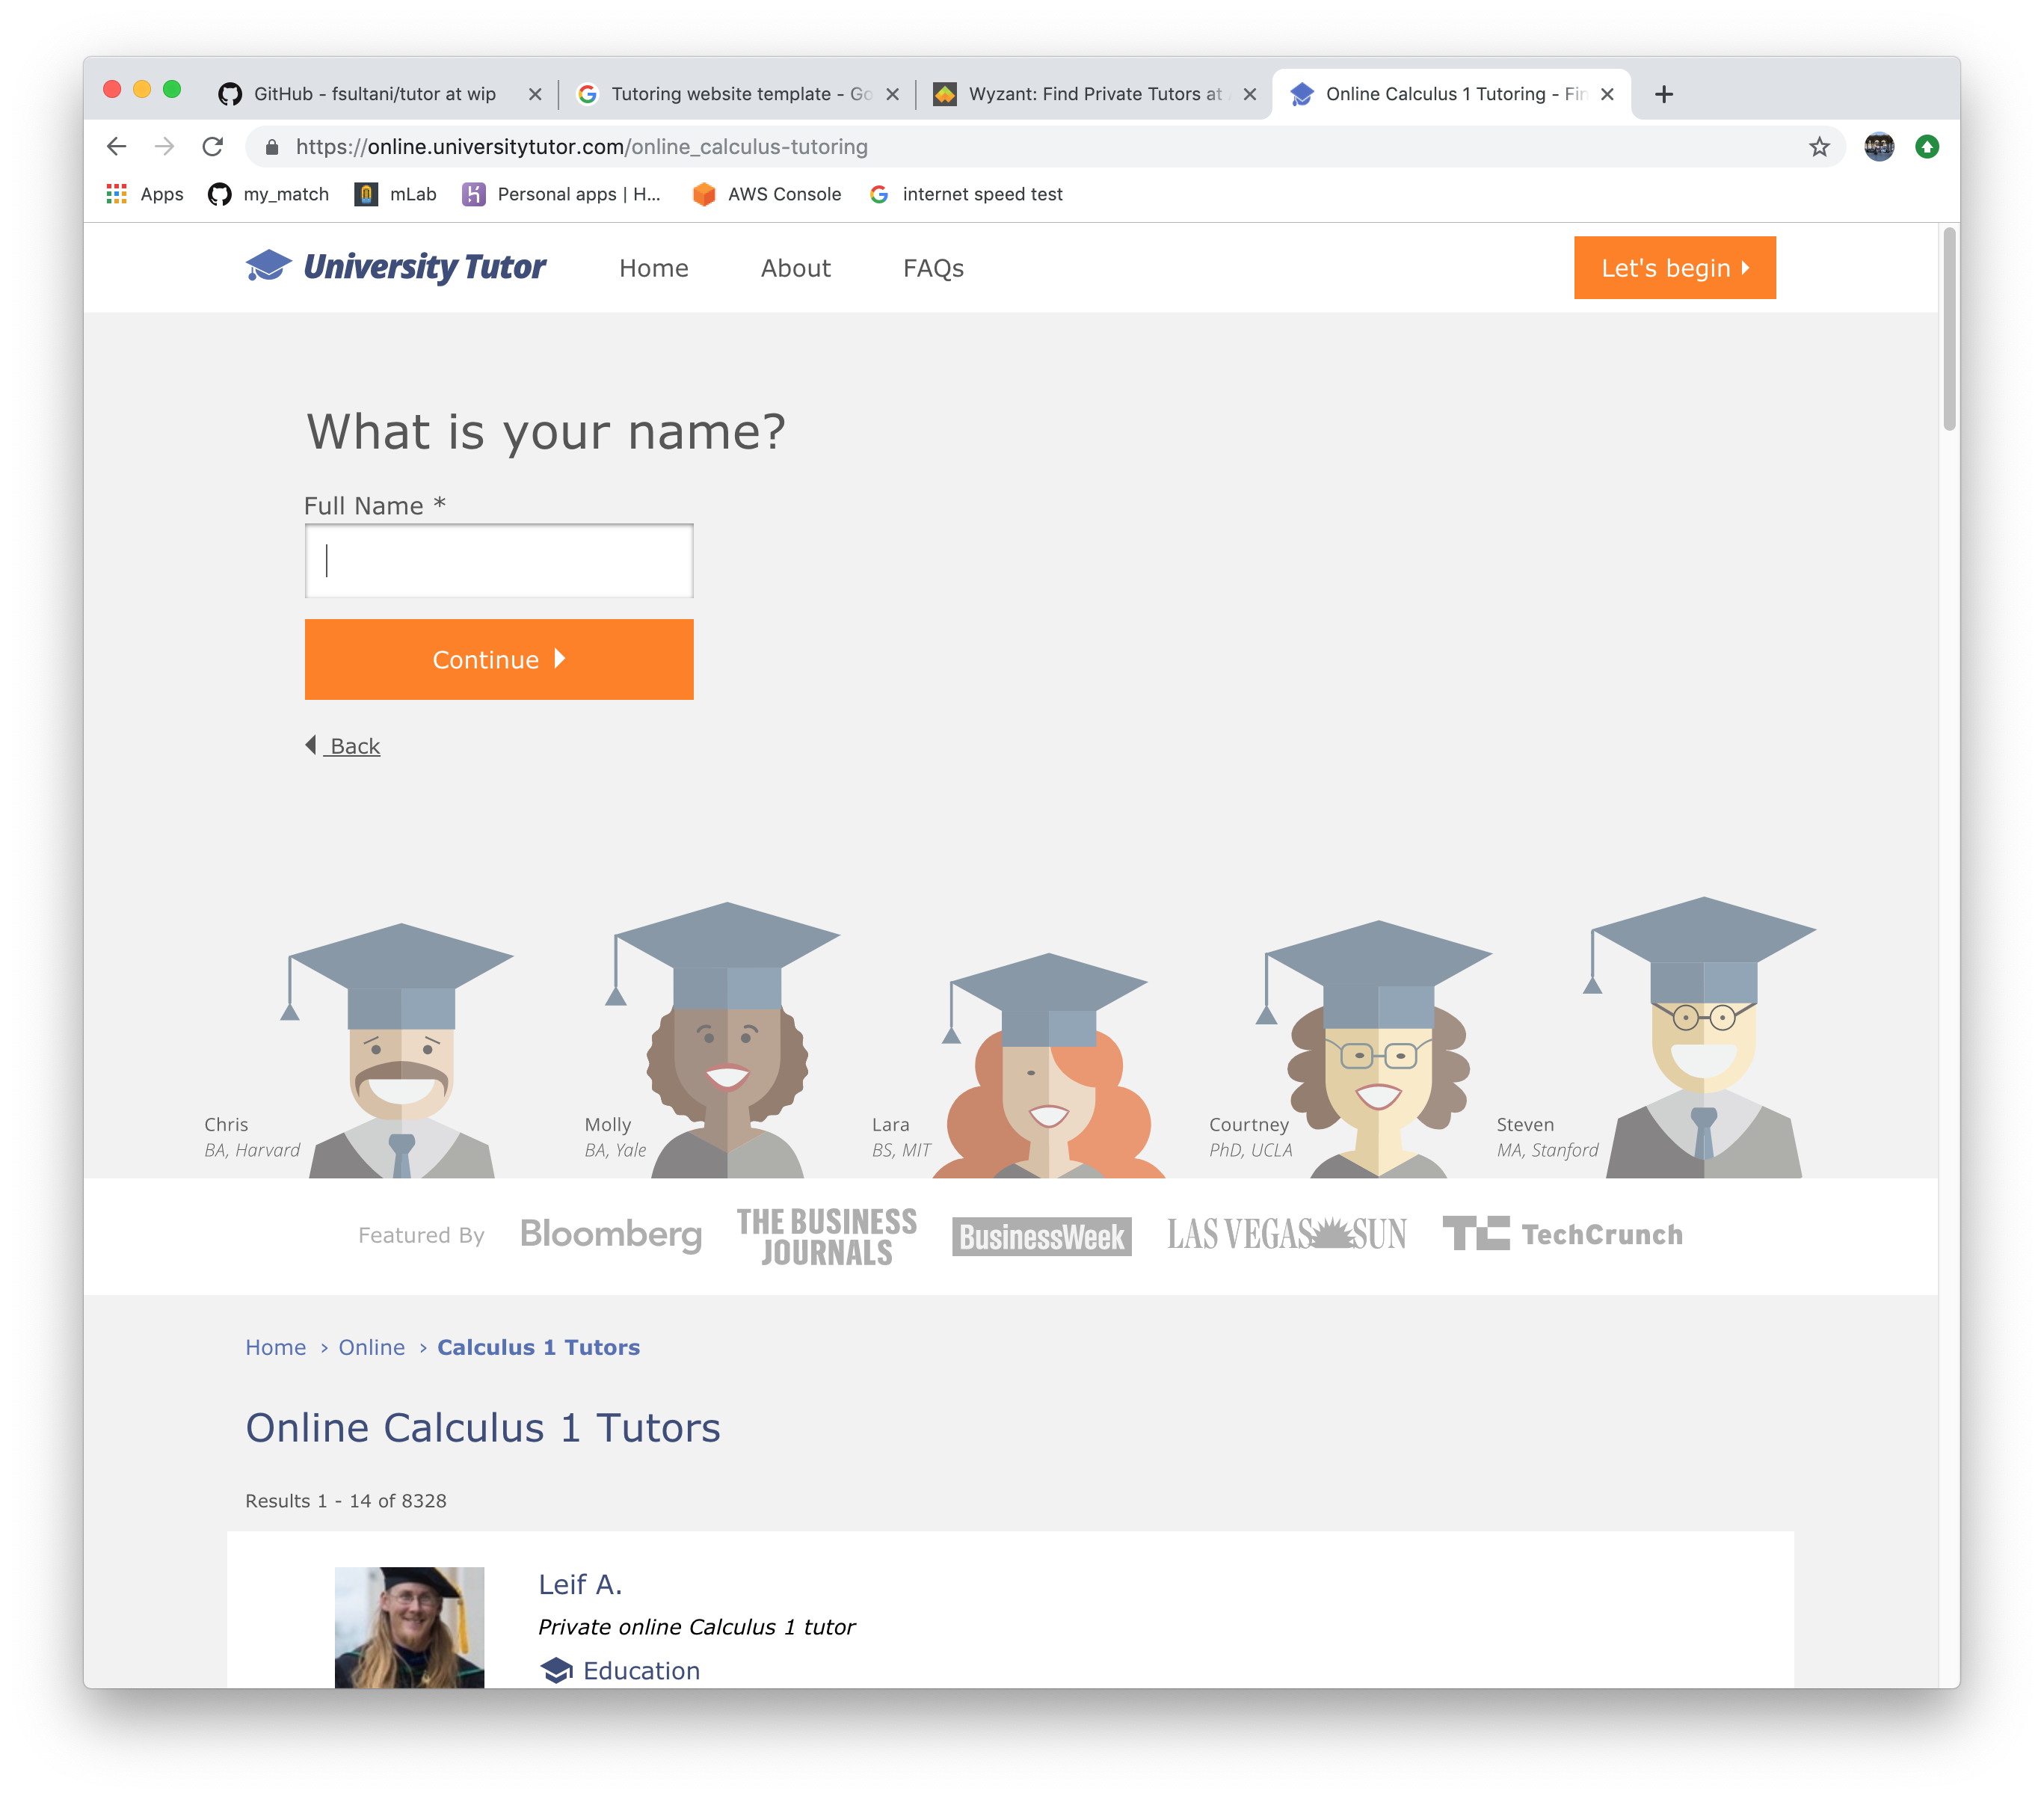 GitHub - fsultani/tutor at wip
Tutoring website template - Go
Wyzant: Find Private Tutors at
Online Calculus 1 Tutoring - Fin
https://online.universitytutor.com/online_calculus-tutoring
Apps
my_match
mLab
Personal apps | H...
AWS Console
internet speed test
University Tutor
Home
About
FAQs
Let's begin
What is your name?
Full Name *
Continue
Back
Chris
BA, Harvard
Molly
BA, Yale
Lara
BS, MIT
Courtney
PhD, UCLA
Steven
MA, Stanford
Featured By
Bloomberg
THE BUSINESS
JOURNALS
BusinessWeek
LAS VEGAS SUN
TC TechCrunch
Home › Online › Calculus 1 Tutors
Online Calculus 1 Tutors
Results 1 - 14 of 8328
Leif A.
Private online Calculus 1 tutor
Education